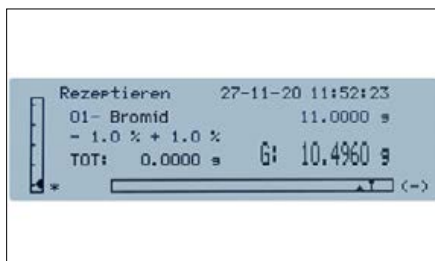 Rezeptieren 27-11-20 11:52:23
01- Bromid 11.0000 g
- 1.0 % + 1.0 %
TOT: 0.0000 g G: 10.4960 g
* (-)